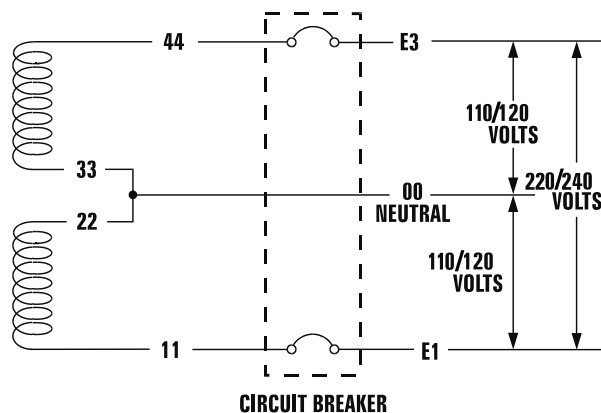 44
E3
110/120
VOLTS
33
00
NEUTRAL
220/240
VOLTS
22
110/120
VOLTS
11
E1
CIRCUIT BREAKER